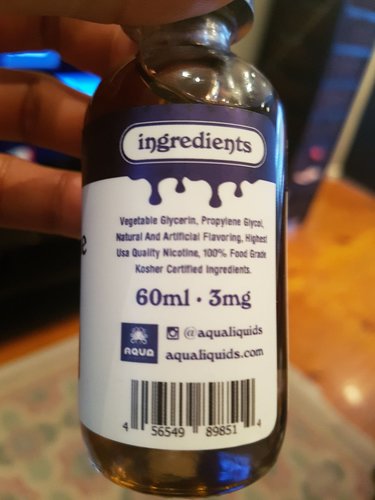 ingredients
Vegetable Glycerin, Propylene Glycol,
Natural And Artificial Flavoring, Highest
Usa Quality Nicotine, 100% Food Grade
Kosher Certified Ingredients.
60ml · 3mg
@aqualiquids
AQUA
aqualiquids.com
4 56549 89851 4